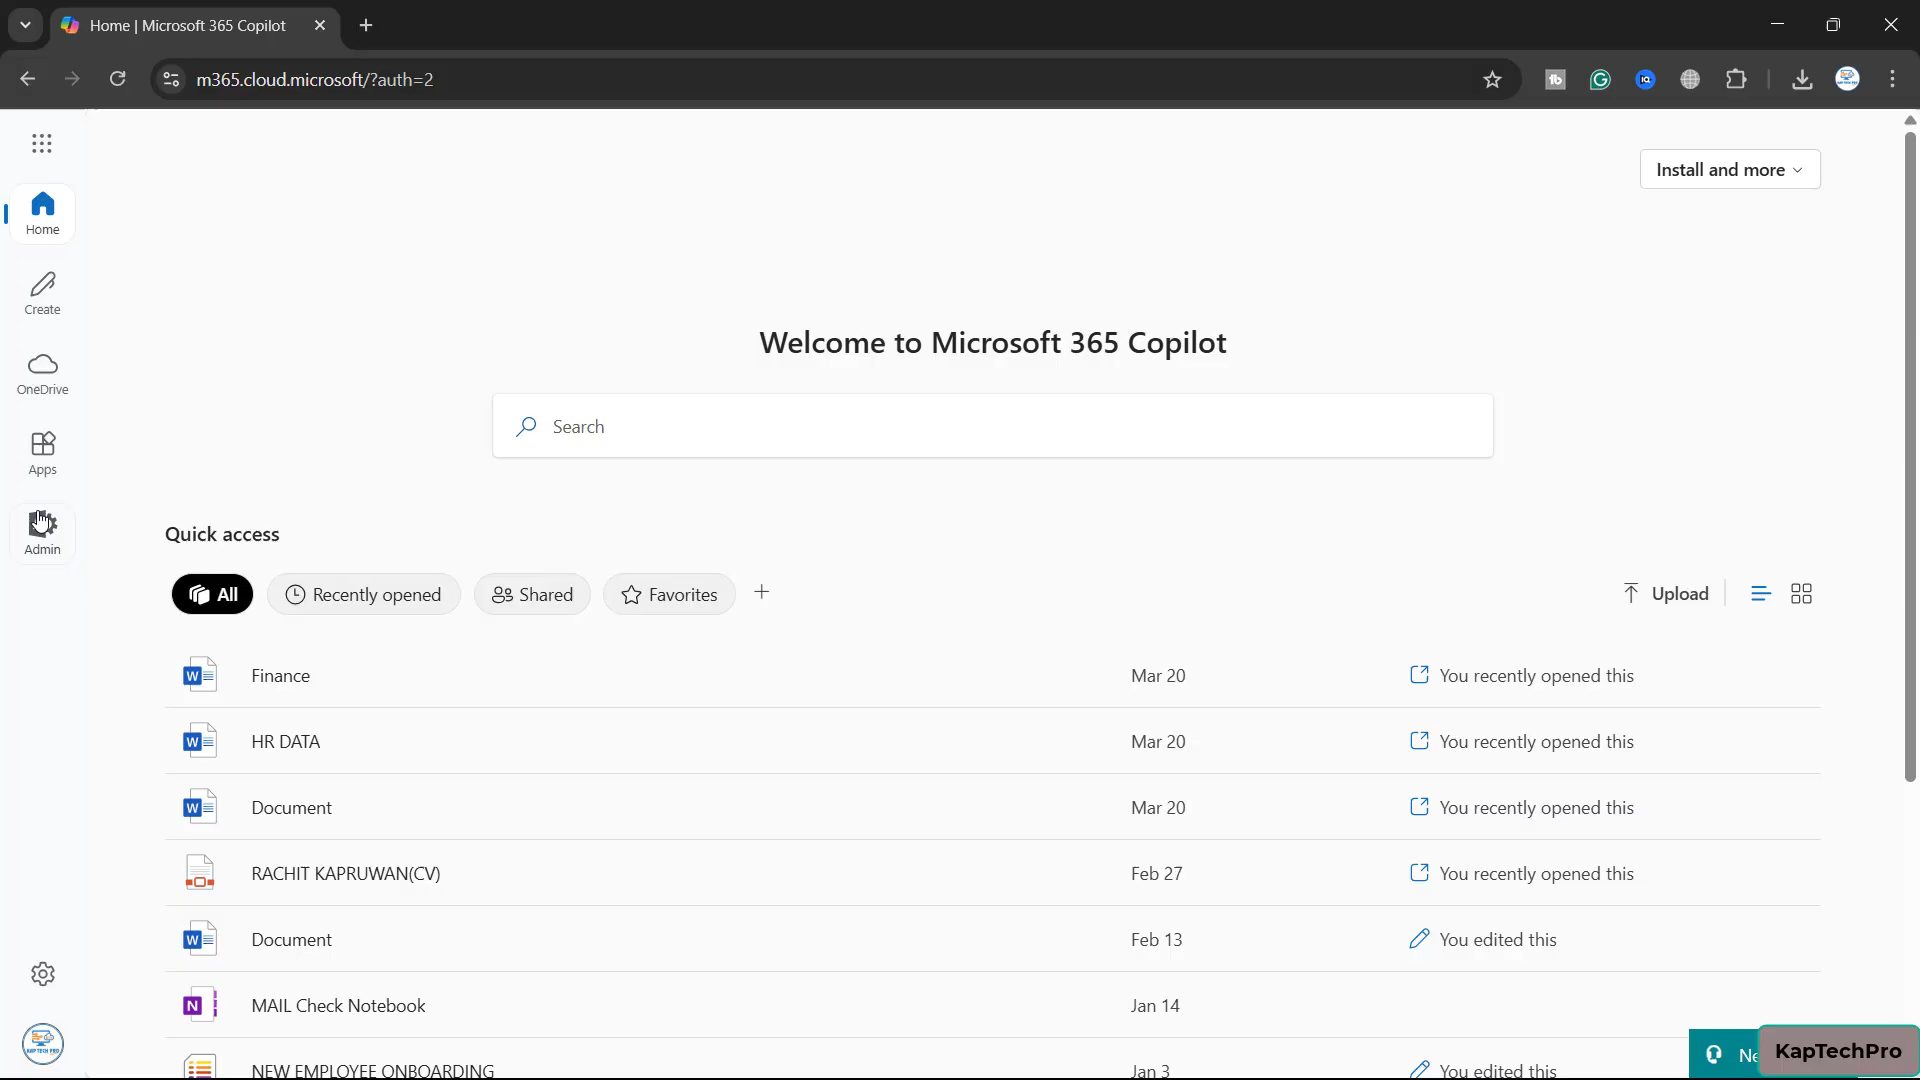 Home | Microsoft 365 Copilot
m365.cloud.microsoft/?auth=2
Install and more
Home
Create
OneDrive
Apps
Admin
Welcome to Microsoft 365 Copilot
Search
Quick access
All
Recently opened
Shared
Favorites
Upload
Finance Mar 20 You recently opened this
HR DATA Mar 20 You recently opened this
Document Mar 20 You recently opened this
RACHIT KAPRUWAN(CV) Feb 27 You recently opened this
Document Feb 13 You edited this
MAIL Check Notebook Jan 14
NEW EMPLOYEE ONBOARDING Jan 3 You edited this
KapTechPro